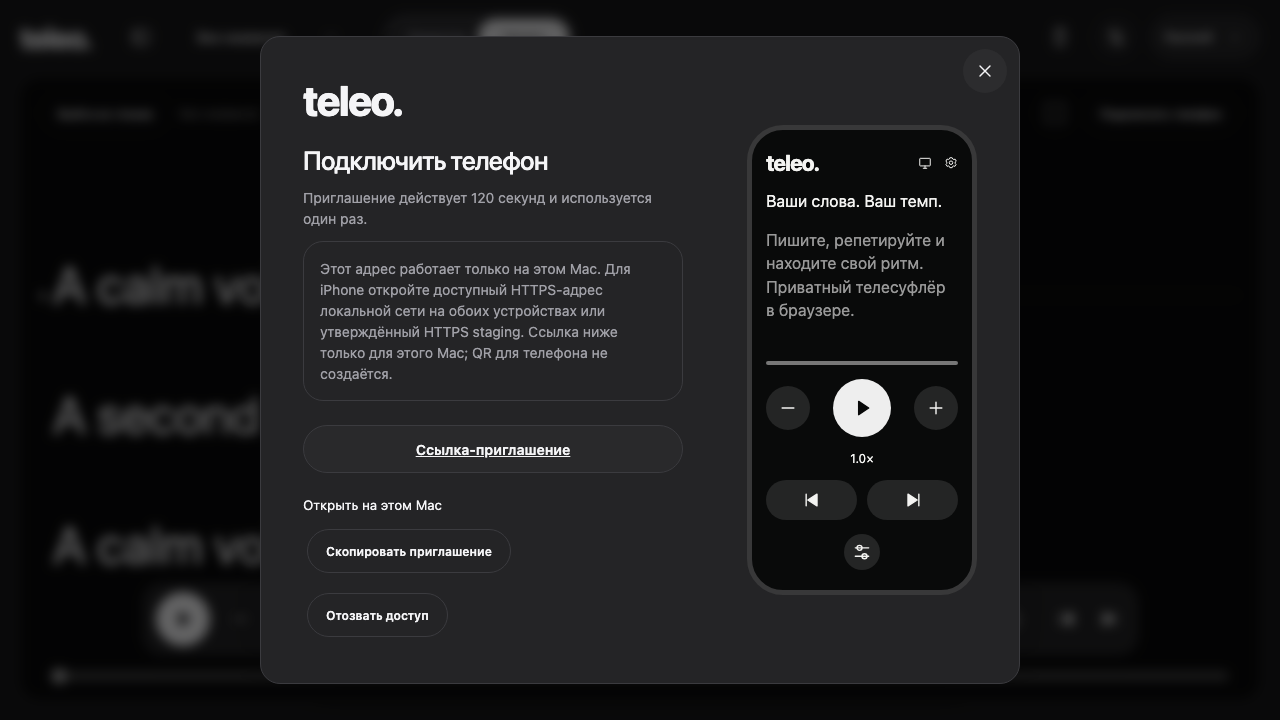 teleo.
Подключить телефон
Приглашение действует 120 секунд и используется
один раз.
Этот адрес работает только на этом Mac. Для
iPhone откройте доступный HTTPS-адрес
локальной сети на обоих устройствах или
утверждённый HTTPS staging. Ссылка ниже
только для этого Mac; QR для телефона не
создаётся.
Ссылка-приглашение
Открыть на этом Mac
Скопировать приглашение
Отозвать доступ
teleo.
Ваши слова. Ваш темп.
Пишите, репетируйте и
находите свой ритм.
Приватный телесуфлёр
в браузере.
1.0×
A calm
A second
A calm